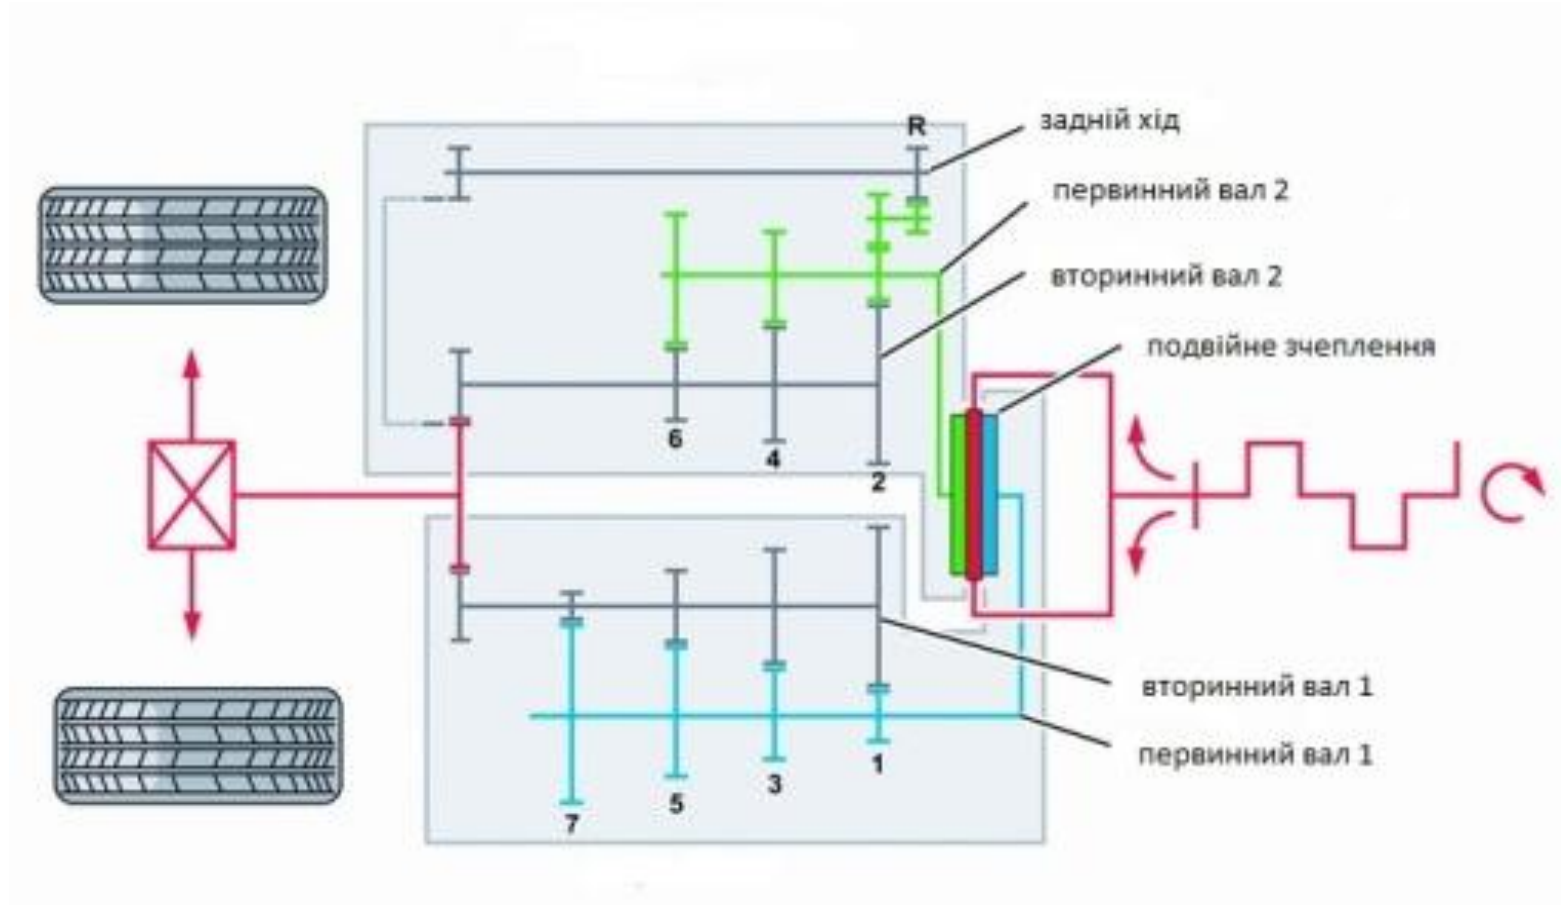 R
задній хід
первинний вал 2
вторинний вал 2
подвійне зчеплення
6
4
2
вторинний вал 1
первинний вал 1
1
3
5
7